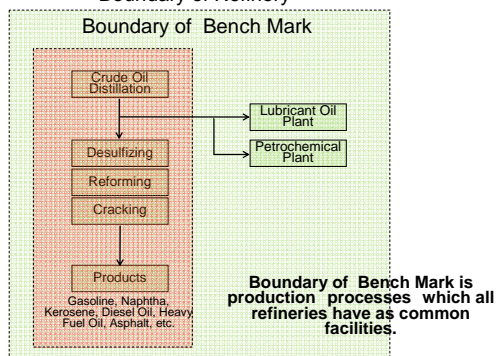 Boundary of Refinery
Boundary of Bench Mark
Crude Oil
Distillation
Lubricant Oil
Plant
Petrochemical
Plant
Desulfizing
Reforming
Cracking
Products
Gasoline, Naphtha,
Kerosene, Diesel Oil, Heavy
Fuel Oil, Asphalt, etc.
Boundary of Bench Mark is
production processes which all
refineries have as common
facilities.